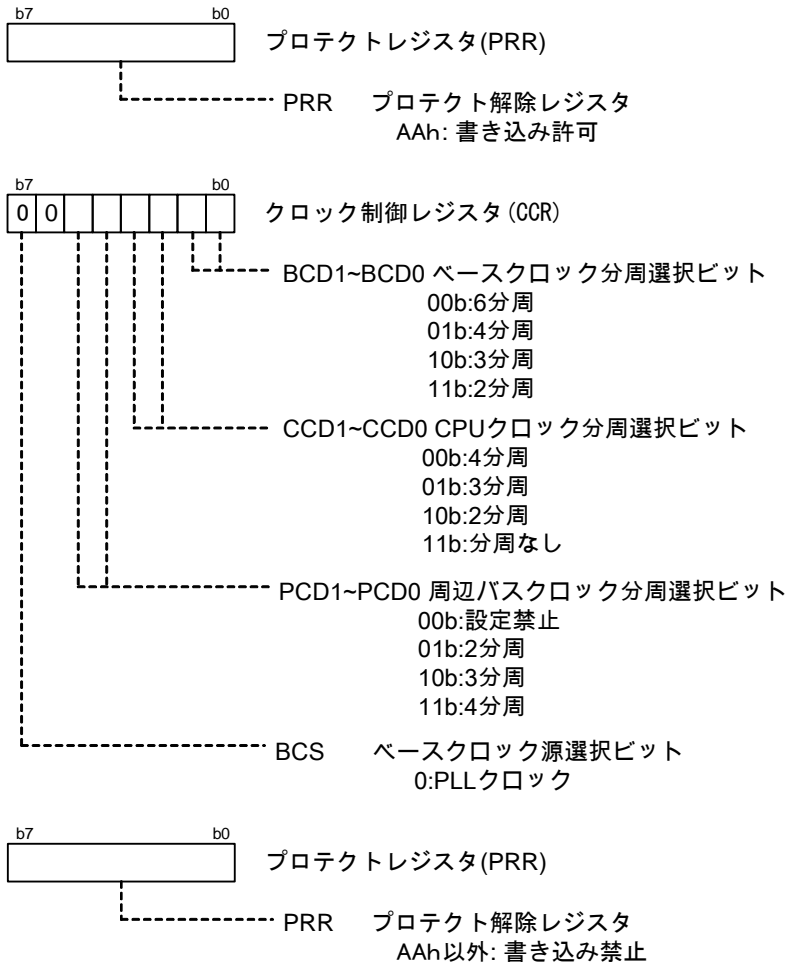 b7 b0
プロテクトレジスタ(PRR)
PRR プロテクト解除レジスタ
AAh: 書き込み許可
b7 b0
0 0 クロック制御レジスタ(CCR)
BCD1~BCD0 ベースクロック分周選択ビット
00b:6分周
01b:4分周
10b:3分周
11b:2分周
CCD1~CCD0 CPUクロック分周選択ビット
00b:4分周
01b:3分周
10b:2分周
11b:分周なし
PCD1~PCD0 周辺バスクロック分周選択ビット
00b:設定禁止
01b:2分周
10b:3分周
11b:4分周
BCS ベースクロック源選択ビット
0:PLLクロック
b7 b0
プロテクトレジスタ(PRR)
PRR プロテクト解除レジスタ
AAh以外: 書き込み禁止